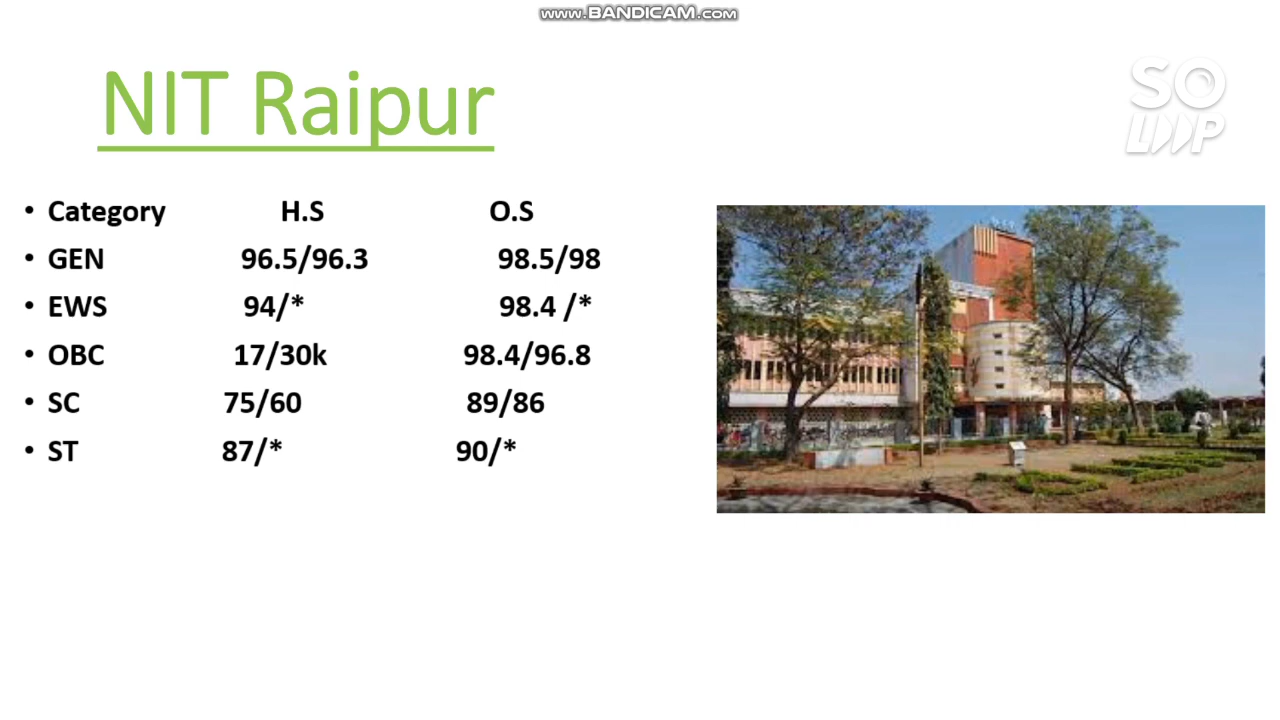 www.BANDICAM.com
NIT Raipur
SO
LOOP
• Category H.S O.S
• GEN 96.5/96.3 98.5/98
• EWS 94/* 98.4 /*
• OBC 17/30k 98.4/96.8
• SC 75/60 89/86
• ST 87/* 90/*